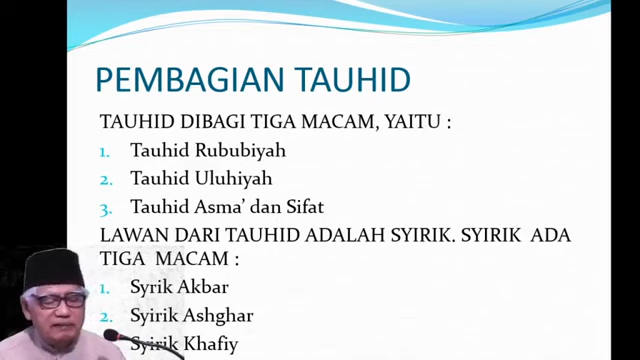 PEMBAGIAN TAUHID
TAUHID DIBAGI TIGA MACAM, YAITU :
1. Tauhid Rububiyah
2. Tauhid Uluhiyah
3. Tauhid Asma’ dan Sifat
LAWAN DARI TAUHID ADALAH SYIRIK. SYIRIK ADA
TIGA MACAM :
1. Syrik Akbar
2. Syirik Ashghar
Syirik Khafiy